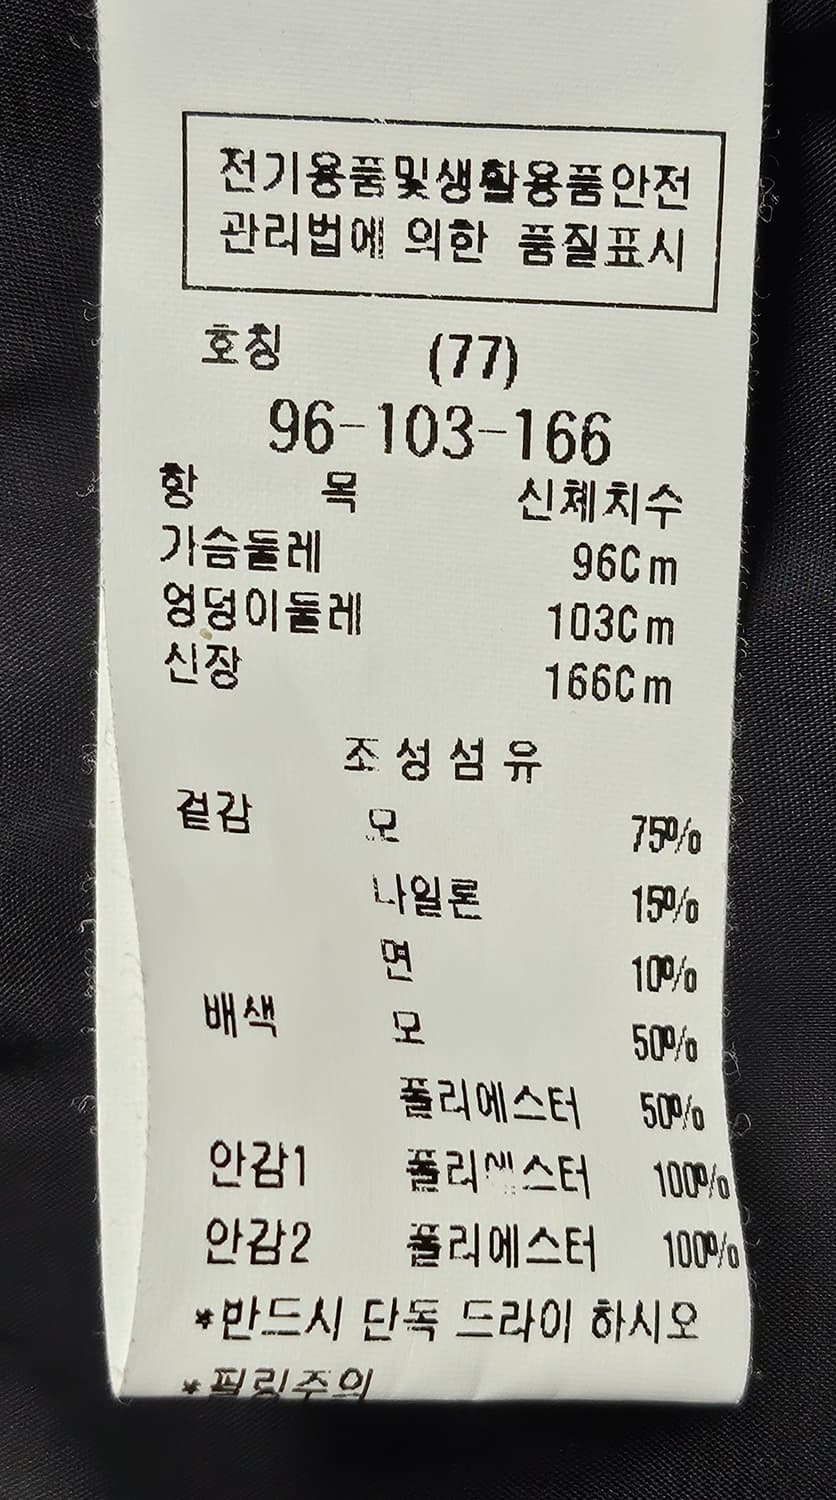 전기용품및생활용품안전
관리법에 의한 품질표시
호칭 (77)
96-103-166
항 목 신체치수
가슴둘레 96Cm
엉덩이둘레 103Cm
신장 166Cm
조성섬유
겉감 모 75%
나일론 15%
면 10%
배색 모 50%
폴리에스터 50%
안감1 폴리에스터 100%
안감2 폴리에스터 100%
*반드시 단독 드라이 하시오
*필링주의